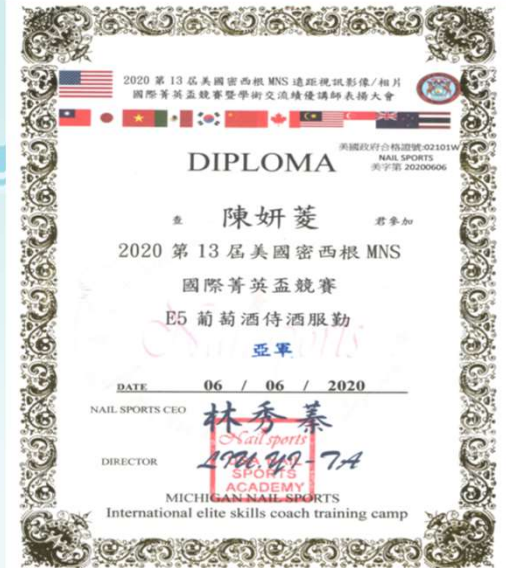 2020 第 13 屆美國密西根 MNS 遠距視訊影像/相片
國際菁英盃競賽暨學術交流績優講師表揚大會
美國政府合格證號:02101W
NAIL SPORTS
美字第 20200606
DIPLOMA
查 陳妍菱 君參加
2020 第 13 屆美國密西根 MNS
國際菁英盃競賽
E5 葡萄酒侍酒服勤
亞軍
DATE 06 / 06 / 2020
NAIL SPORTS CEO 林秀蓁
Nail sports
DIRECTOR
SPORTS
ACADEMY
MICHIGAN NAIL SPORTS
International elite skills coach training camp